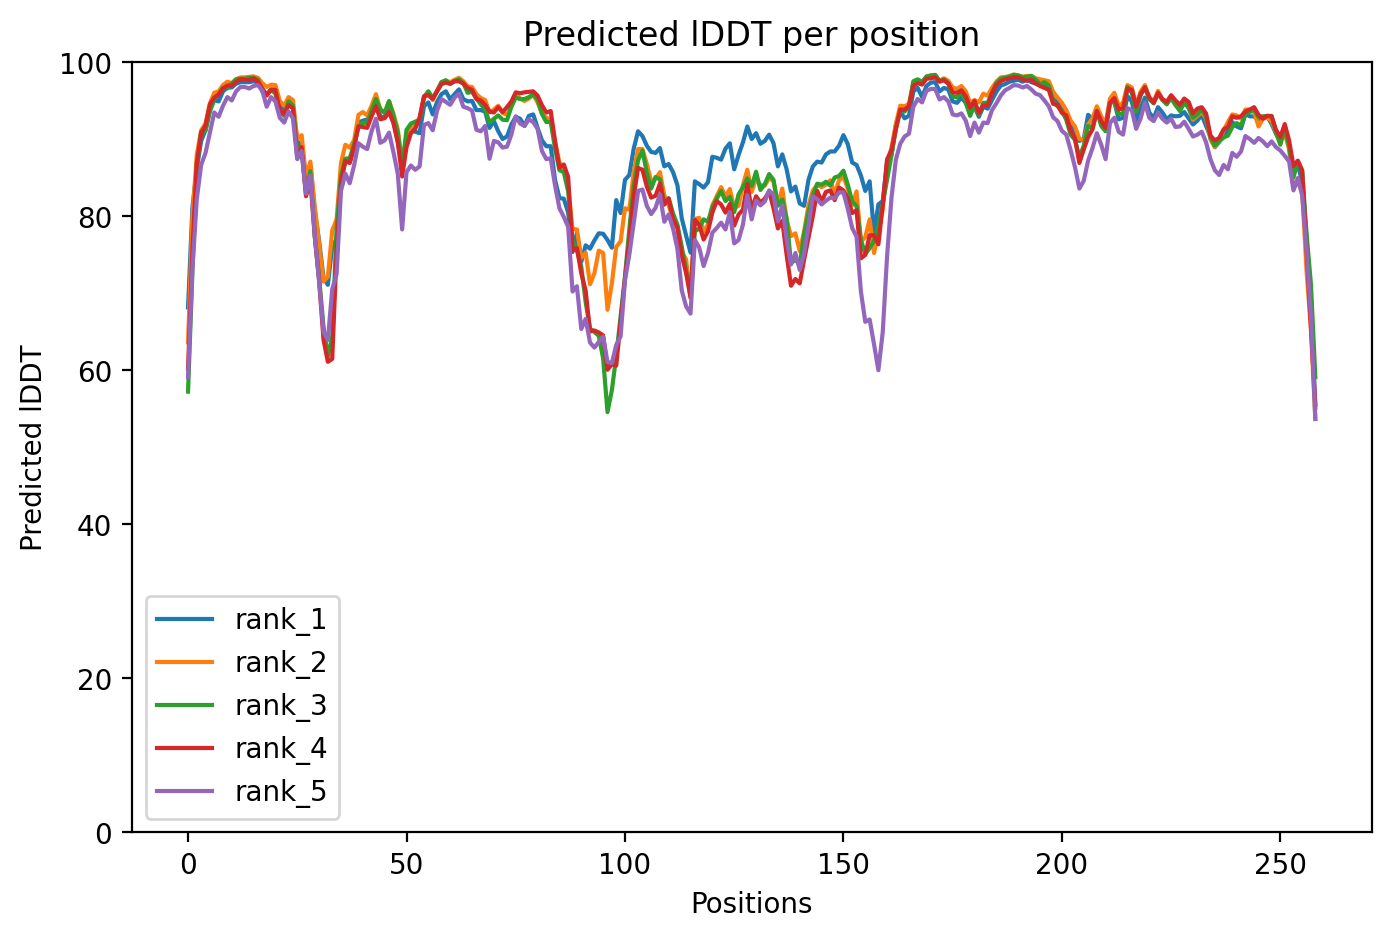 Predicted lDDT per position
100
80
60
40
20
0
Predicted lDDT
rank_1
rank_2
rank_3
rank_4
rank_5
0 50 100 150 200 250
Positions